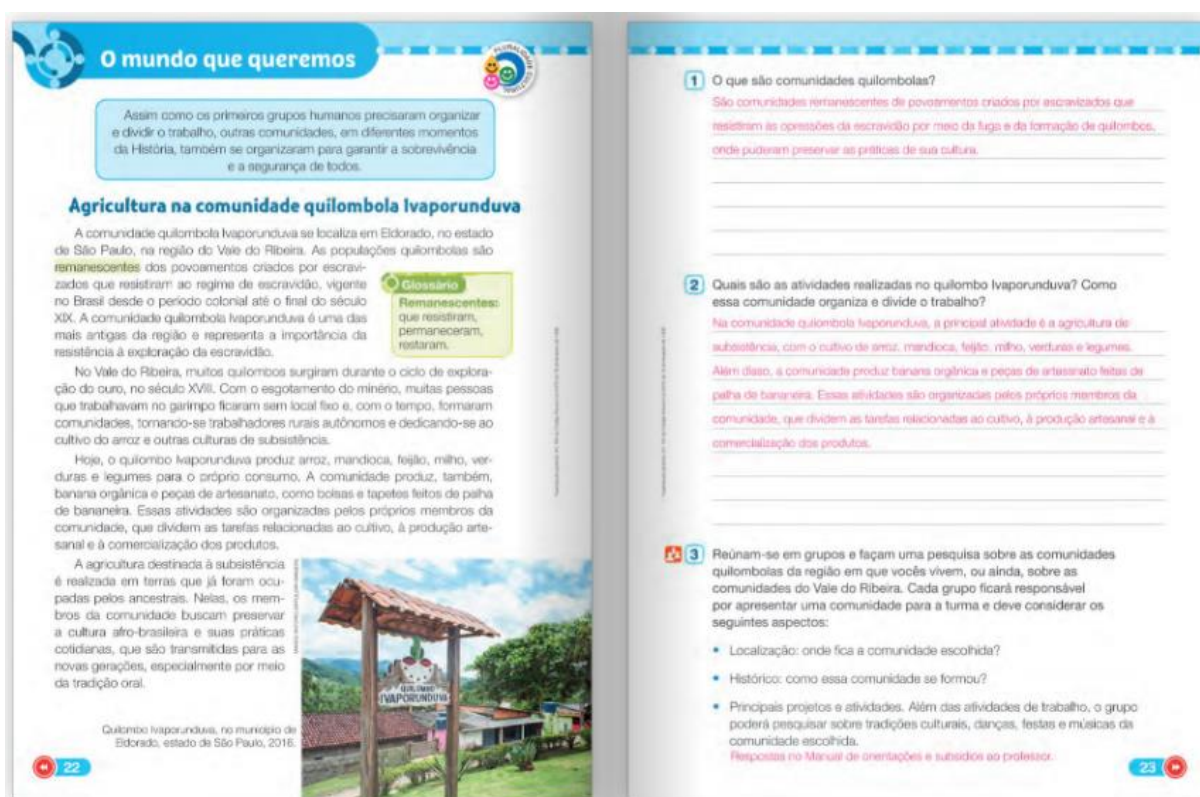 O mundo que queremos
PLURALIDADE CULTURAL
Assim como os primeiros grupos humanos precisaram organizar
e dividir o trabalho, outras comunidades, em diferentes momentos
da História, também se organizaram para garantir a sobrevivência
e a segurança de todos.
Agricultura na comunidade quilombola Ivaporunduva
A comunidade quilombola Ivaporunduva se localiza em Eldorado, no estado
de São Paulo, na região do Vale do Ribeira. As populações quilombolas são
remanescentes dos povoamentos criados por escravi-
zados que resistiram ao regime de escravidão, vigente
no Brasil desde o período colonial até o final do século
XIX. A comunidade quilombola Ivaporunduva é uma das
mais antigas da região e representa a importância da
resistência à exploração da escravidão.
Glossário
Remanescentes:
que resistiram,
permaneceram,
restaram.
No Vale do Ribeira, muitos quilombos surgiram durante o ciclo de explora-
ção do ouro, no século XVIII. Com o esgotamento do minério, muitas pessoas
que trabalhavam no garimpo ficaram sem local fixo e, com o tempo, formaram
comunidades, tornando-se trabalhadores rurais autônomos e dedicando-se ao
cultivo do arroz e outras culturas de subsistência.
Hoje, o quilombo Ivaporunduva produz arroz, mandioca, feijão, milho, ver-
duras e legumes para o próprio consumo. A comunidade produz, também,
banana orgânica e peças de artesanato, como bolsas e tapetes feitos de palha
de bananeira. Essas atividades são organizadas pelos próprios membros da
comunidade, que dividem as tarefas relacionadas ao cultivo, à produção arte-
sanal e à comercialização dos produtos.
A agricultura destinada à subsistência
é realizada em terras que já foram ocu-
padas pelos ancestrais. Nelas, os mem-
bros da comunidade buscam preservar
a cultura afro-brasileira e suas práticas
cotidianas, que são transmitidas para as
novas gerações, especialmente por meio
da tradição oral.
QUILOMBO
IVAPORUNDUVA
Quilombo Ivaporunduva, no município de
Eldorado, estado de São Paulo, 2016.
22
1 O que são comunidades quilombolas?
São comunidades remanescentes de povoamentos criados por escravizados que
resistiram às opressões da escravidão por meio da fuga e da formação de quilombos,
onde puderam preservar as práticas de sua cultura.
2 Quais são as atividades realizadas no quilombo Ivaporunduva? Como
essa comunidade organiza e divide o trabalho?
Na comunidade quilombola Ivaporunduva, a principal atividade é a agricultura de
subsistência, com o cultivo de arroz, mandioca, feijão, milho, verduras e legumes.
Além disso, a comunidade produz banana orgânica e peças de artesanato feitas de
palha de bananeira. Essas atividades são organizadas pelos próprios membros da
comunidade, que dividem as tarefas relacionadas ao cultivo, à produção artesanal e à
comercialização dos produtos.
3 Reúnam-se em grupos e façam uma pesquisa sobre as comunidades
quilombolas da região em que vocês vivem, ou ainda, sobre as
comunidades do Vale do Ribeira. Cada grupo ficará responsável
por apresentar uma comunidade para a turma e deve considerar os
seguintes aspectos:
• Localização: onde fica a comunidade escolhida?
• Histórico: como essa comunidade se formou?
• Principais projetos e atividades. Além das atividades de trabalho, o grupo
poderá pesquisar sobre tradições culturais, danças, festas e músicas da
comunidade escolhida.
Respostas no Manual de orientações e subsídios ao professor.
23